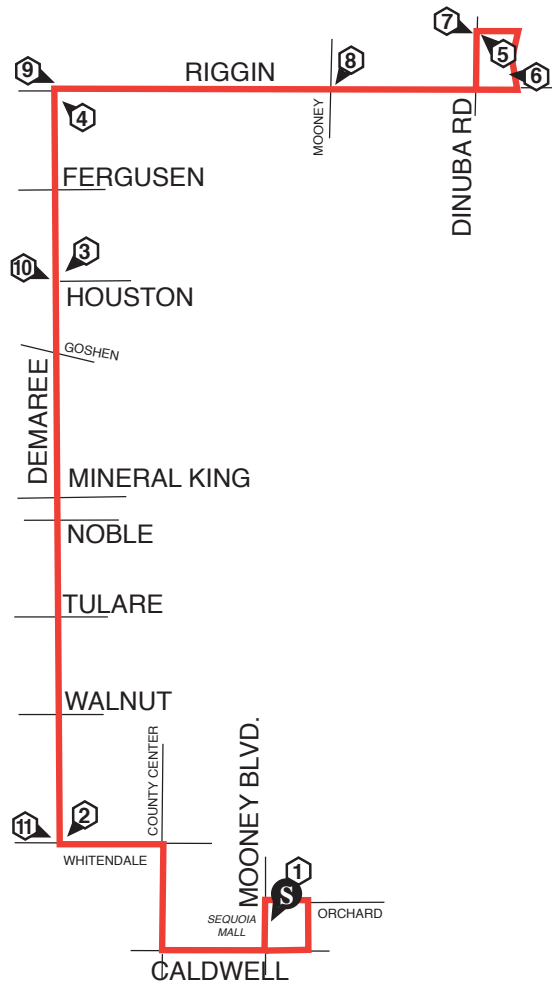 7
5
8
9
RIGGIN
6
4
MOONEY
DINUBA RD
FERGUSEN
3
10
HOUSTON
GOSHEN
DEMAREE
MINERAL KING
NOBLE
TULARE
WALNUT
COUNTY CENTER
MOONEY BLVD.
2
11
WHITENDALE
1
S
SEQUOIA
MALL
ORCHARD
CALDWELL